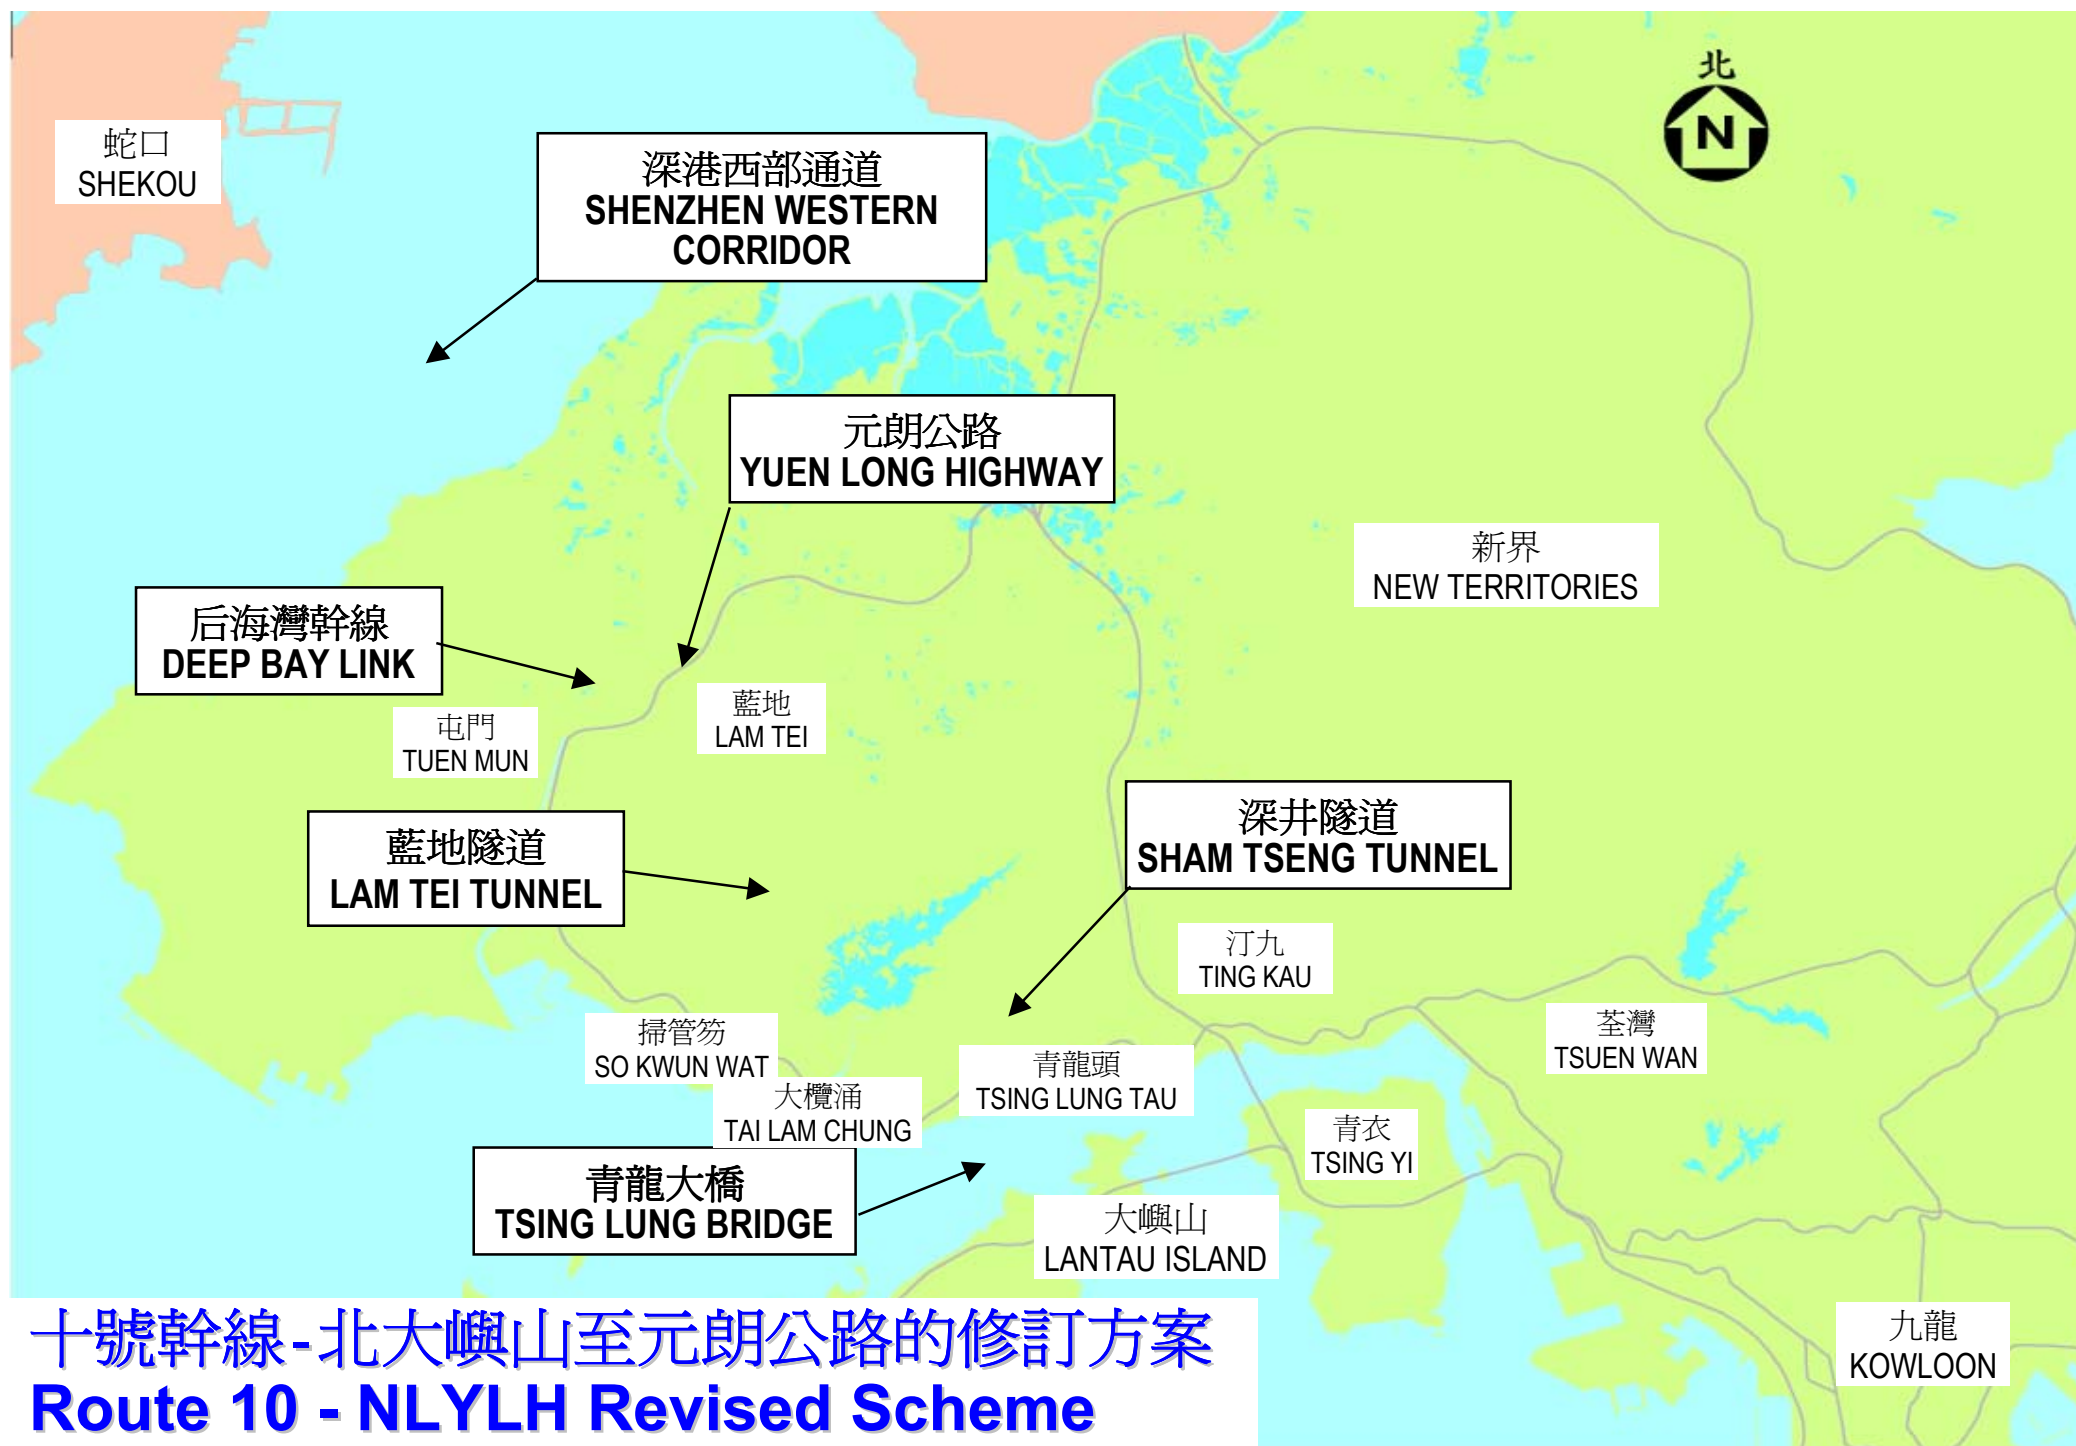 北
N
蛇口
SHEKOU
深港西部通道
SHENZHEN WESTERN
CORRIDOR
元朗公路
YUEN LONG HIGHWAY
新界
NEW TERRITORIES
后海灣幹線
DEEP BAY LINK
屯門
TUEN MUN
藍地
LAM TEI
藍地隧道
LAM TEI TUNNEL
深井隧道
SHAM TSENG TUNNEL
汀九
TING KAU
荃灣
TSUEN WAN
掃管笏
SO KWUN WAT
青龍頭
TSING LUNG TAU
大欖涌
TAI LAM CHUNG
青衣
TSING YI
青龍大橋
TSING LUNG BRIDGE
大嶼山
LANTAU ISLAND
九龍
KOWLOON
十號幹線-北大嶼山至元朗公路的修訂方案
Route 10 - NLYLH Revised Scheme